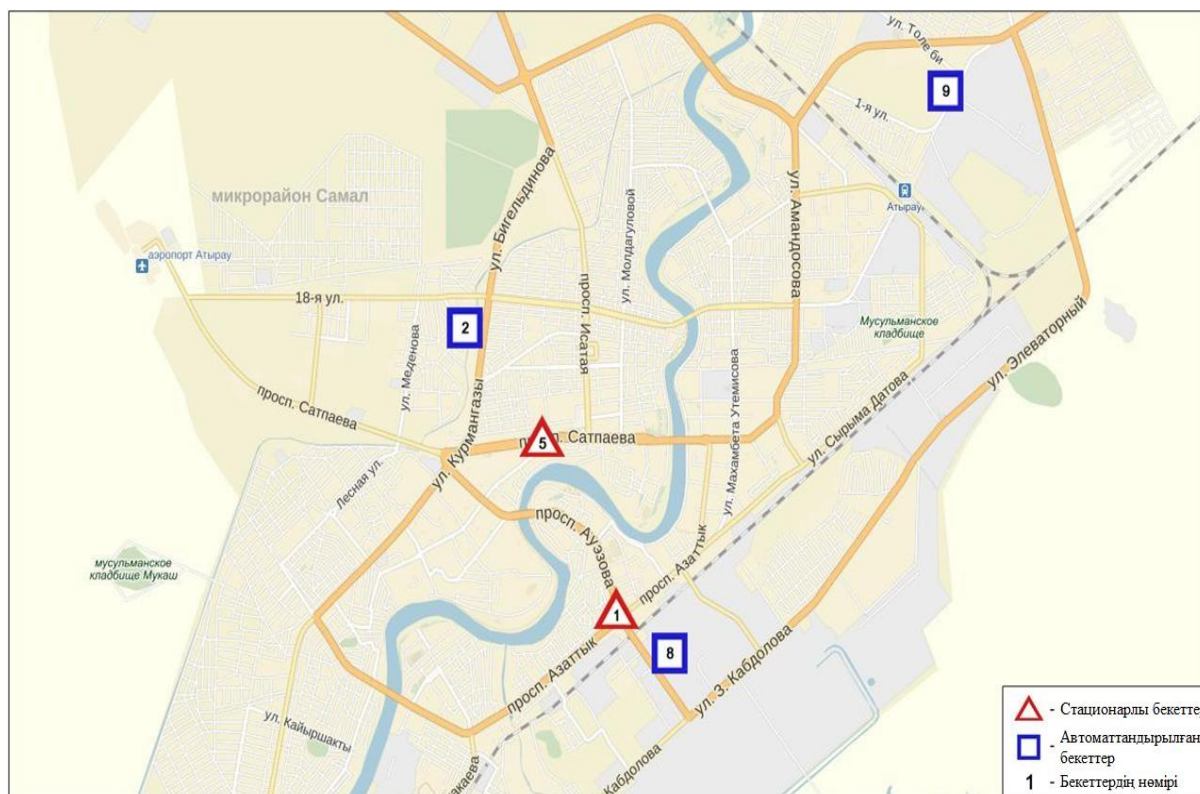 ул. Толе би
9
1-я ул.
Атырау
ул. Амандосова
ул. Молдагуловой
ул. Бигельдинова
микрорайон Самал
аэропорт Атырау
18-я ул.
просп. Исатая
2
Мусульманское
кладбище
ул. Элеваторный
ул. Меденова
просп. Сатпаева
ул. Курмангазы
ул. Махамбета Утемисова
ул. Сырыма Датова
5
п. Сатпаева
Лесная ул.
просп. Ауэзова
просп. Азаттык
мусульманское
кладбище Мукаш
1
8
просп. Азаттык
ул. З. Кабдолова
ул. Кайыршакты
Кабдолова
акаева
- Стационарлы бекетте
- Автоматтандырылған
бекеттер
1 - Бекеттердің нөмірі